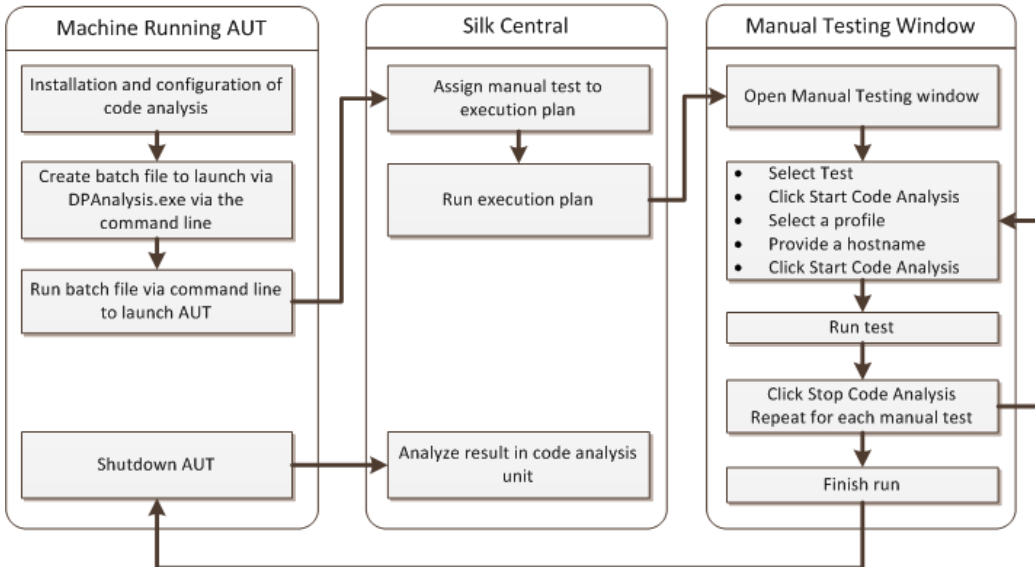 Machine Running AUT
Installation and configuration of
code analysis
Create batch file to launch via
DPAnalysis.exe via the
command line
Run batch file via command line
to launch AUT
Shutdown AUT
Silk Central
Assign manual test to
execution plan
Run execution plan
Analyze result in code analysis
unit
Manual Testing Window
Open Manual Testing window
• Select Test
• Click Start Code Analysis
• Select a profile
• Provide a hostname
• Click Start Code Analysis
Run test
Click Stop Code Analysis
Repeat for each manual test
Finish run